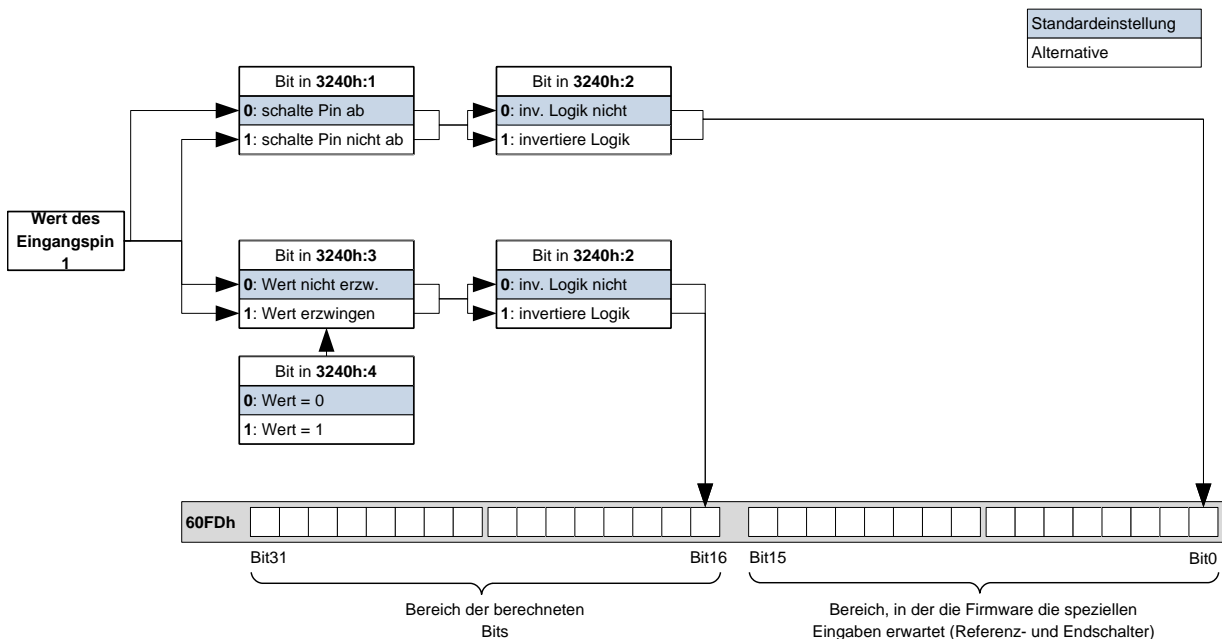 Standardeinstellung
Alternative
Bit in 3240h:1
0: schalte Pin ab
1: schalte Pin nicht ab
Bit in 3240h:2
0: inv. Logik nicht
1: invertiere Logik
Wert des
Eingangspin
1
Bit in 3240h:3
0: Wert nicht erzw.
1: Wert erzwingen
Bit in 3240h:2
0: inv. Logik nicht
1: invertiere Logik
Bit in 3240h:4
0: Wert = 0
1: Wert = 1
60FDh
Bit31
Bit16
Bit15
Bit0
Bereich der berechneten
Bits
Bereich, in der die Firmware die speziellen
Eingaben erwartet (Referenz- und Endschalter)